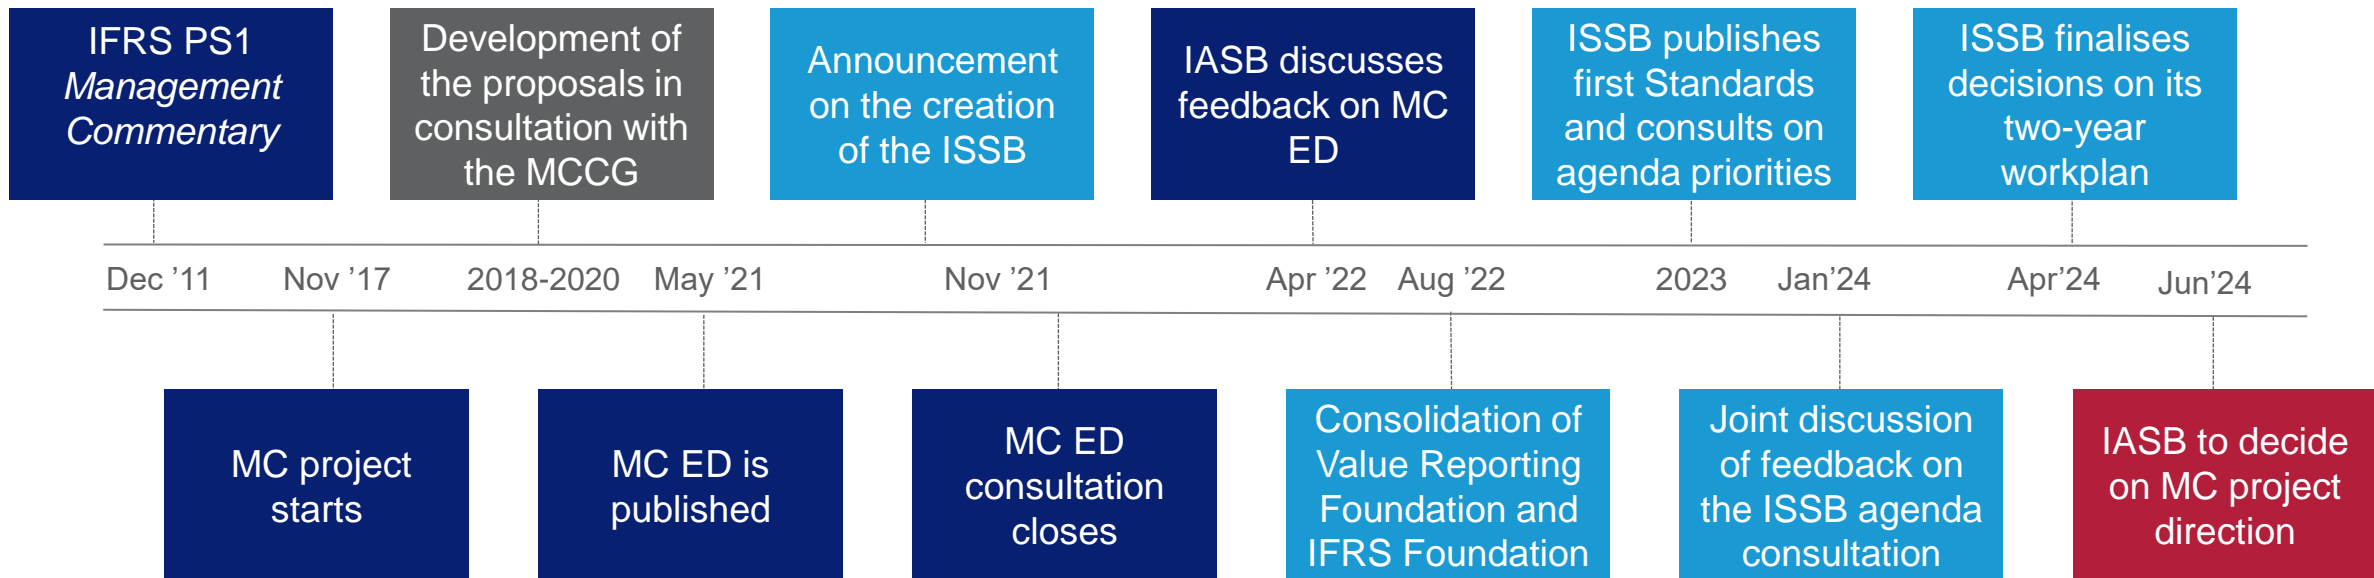 IFRS PS1
Management
Commentary
Development of
the proposals in
consultation with
the MCCG
Announcement
on the creation
of the ISSB
IASB discusses
feedback on MC
ED
ISSB publishes
first Standards
and consults on
agenda priorities
ISSB finalises
decisions on its
two-year
workplan
Dec ’11
Nov ’17
2018-2020
May ’21
Nov ’21
Apr ’22
Aug ’22
2023
Jan’24
Apr’24
Jun’24
MC project
starts
MC ED is
published
MC ED
consultation
closes
Consolidation of
Value Reporting
Foundation and
IFRS Foundation
Joint discussion
of feedback on
the ISSB agenda
consultation
IASB to decide
on MC project
direction